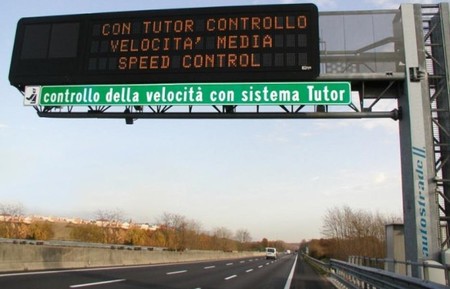 CON TUTOR CONTROLLO
VELOCITA' MEDIA
SPEED CONTROL
controllo della velocità con sistema Tutor
autostrade